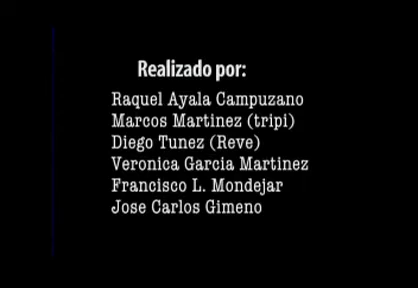 Realizado por:
Raquel Ayala Campuzano
Marcos Martinez (tripi)
Diego Tunez (Reve)
Veronica Garcia Martinez
Francisco L. Mondejar
Jose Carlos Gimeno